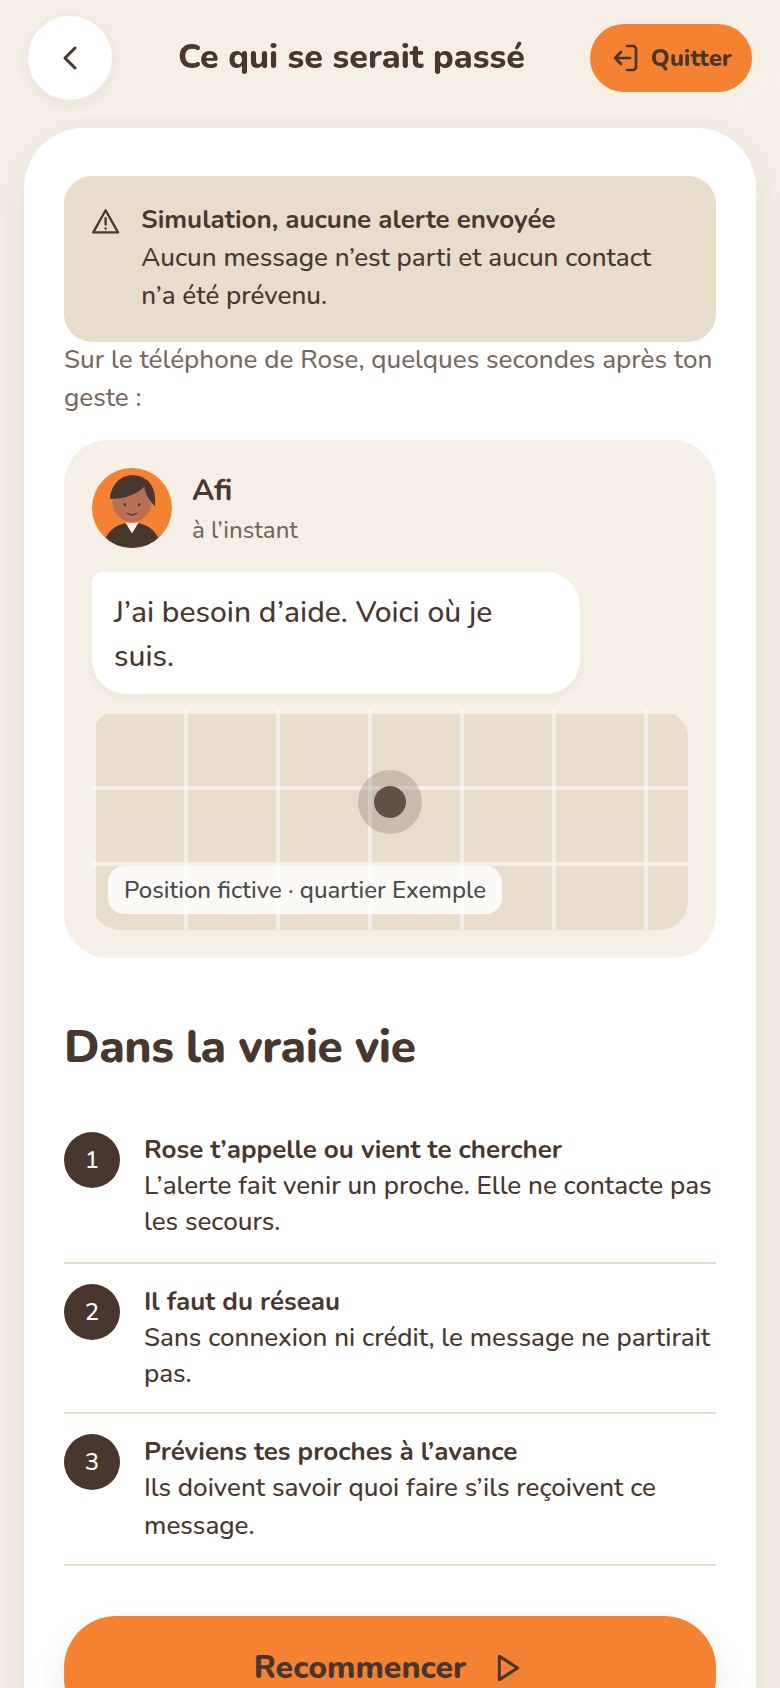 Ce qui se serait passé
Quitter
Simulation, aucune alerte envoyée
Aucun message n’est parti et aucun contact
n’a été prévenu.
Sur le téléphone de Rose, quelques secondes après ton
geste :
Afi
à l’instant
J’ai besoin d’aide. Voici où je
suis.
Position fictive · quartier Exemple
Dans la vraie vie
1
Rose t’appelle ou vient te chercher
L’alerte fait venir un proche. Elle ne contacte pas
les secours.
2
Il faut du réseau
Sans connexion ni crédit, le message ne partirait
pas.
3
Préviens tes proches à l’avance
Ils doivent savoir quoi faire s’ils reçoivent ce
message.
Recommencer